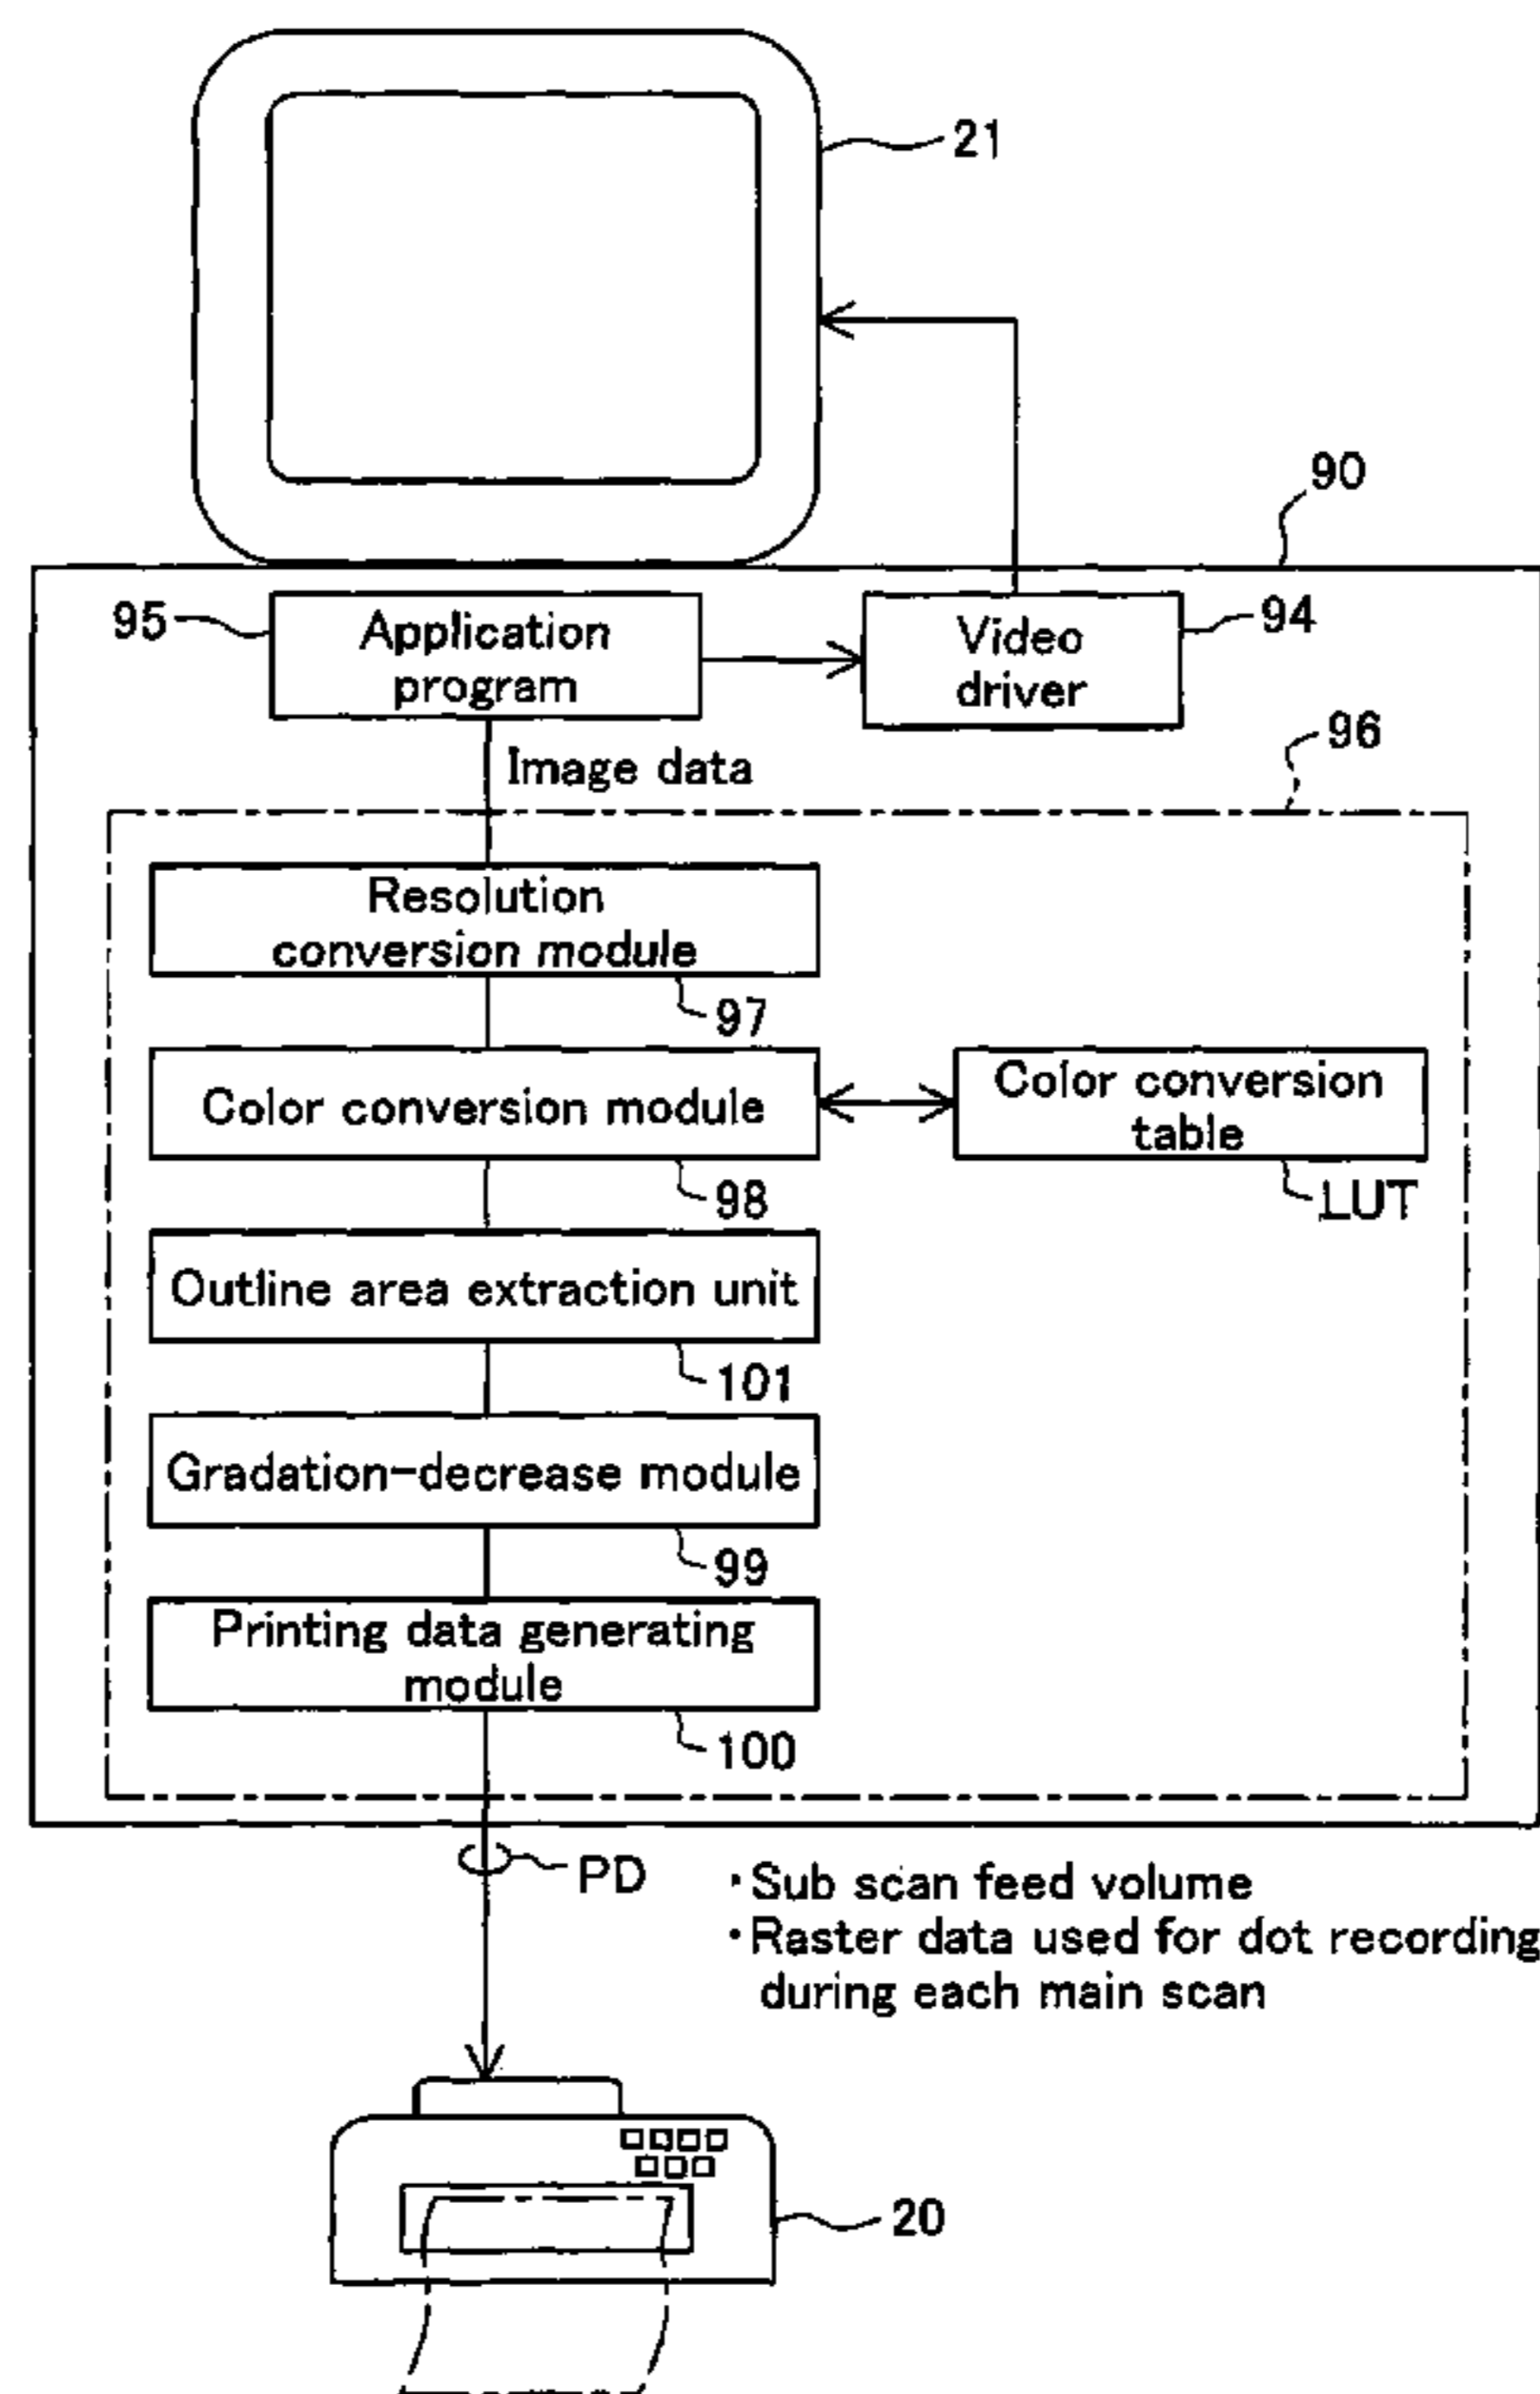 21
90
95
Application
program
Video
driver
94
96
Image data
Resolution
conversion module
97
Color conversion module
98
Color conversion
table
LUT
Outline area extraction unit
101
Gradation-decrease module
99
Printing data generating
module
100
PD
・Sub scan feed volume
・Raster data used for dot recording
during each main scan
20